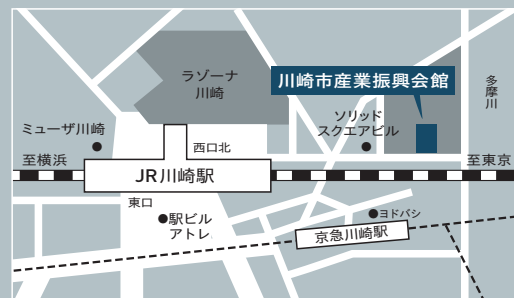 ラゾーナ
川崎
川崎市産業振興会館
多摩川
ミューザ川崎
ソリッド
スクエアビル
西口北
至横浜
至東京
JR川崎駅
東口
駅ビル
アトレ
ヨドバシ
京急川崎駅